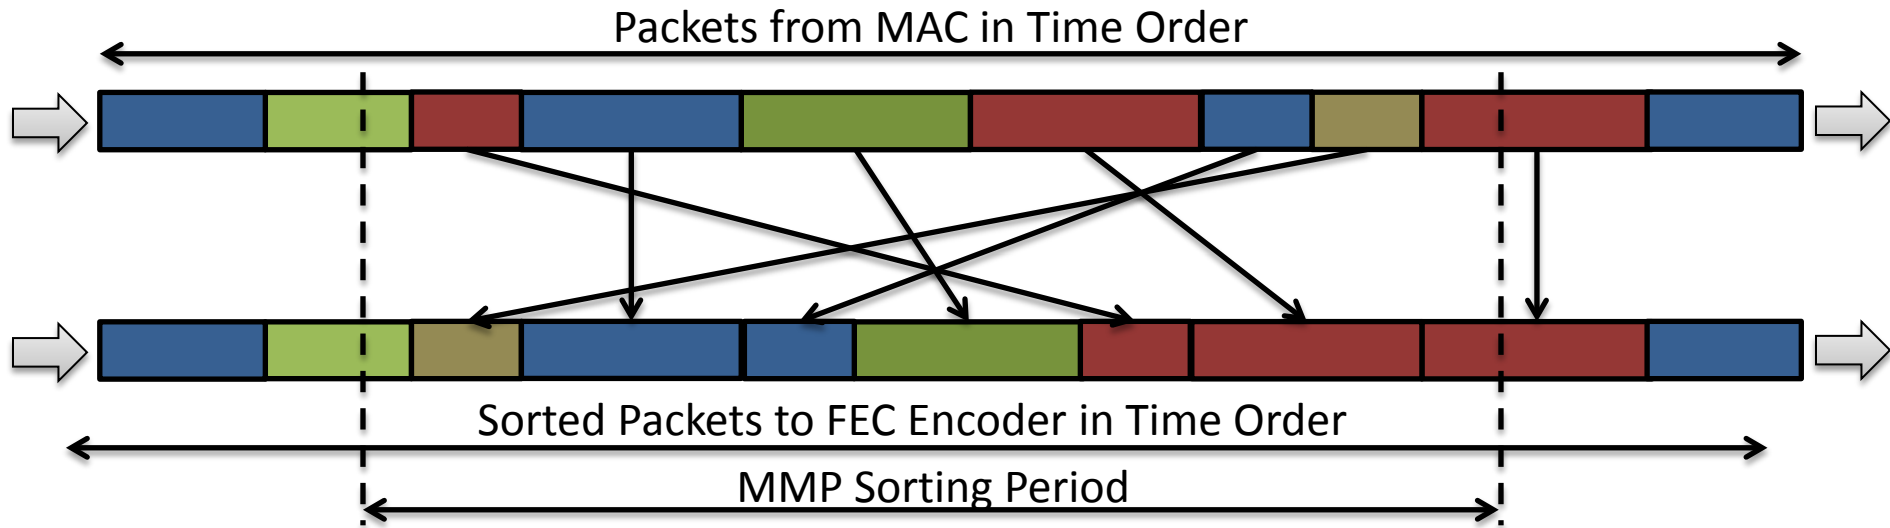 Packets from MAC in Time Order
Sorted Packets to FEC Encoder in Time Order
MMP Sorting Period